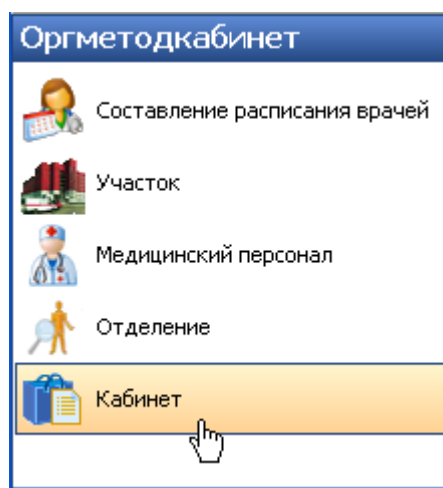 Оргметодкабинет
Составление расписания врачей
Участок
Медицинский персонал
Отделение
Кабинет